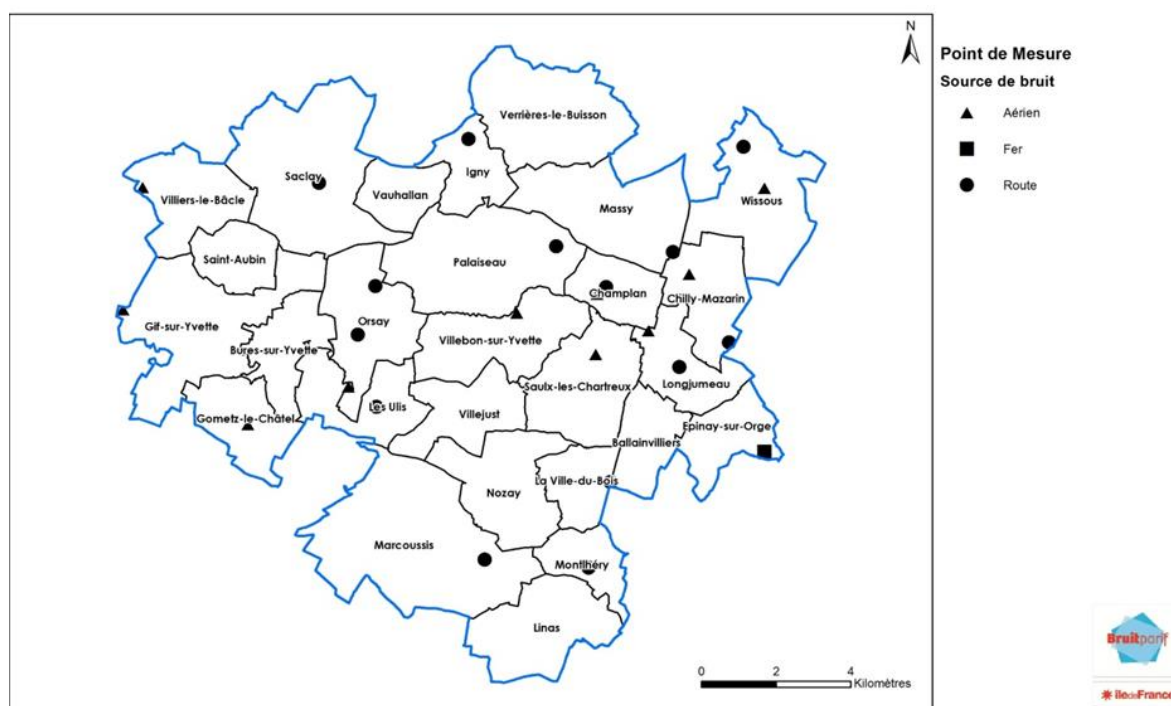 N
Point de Mesure
Source de bruit
Aérien
Fer
Route
Verrières-le-Buisson
Igny
Saclay
Vauhallan
Villiers-le-Bâcle
Wissous
Massy
Saint-Aubin
Palaiseau
Champlan
Chilly-Mazarin
Gif-sur-Yvette
Orsay
Villebon-sur-Yvette
Bures-sur-Yvette
Saulx-les-Chartreux
Longjumeau
Les Ulis
Villejust
Gometz-le-Châtel
Epinay-sur-Orge
Ballainvilliers
La Ville-du-Bois
Nozay
Marcoussis
Montlhéry
Linas
0 2 4
Kilomètres
Bruitparif
îledeFrance